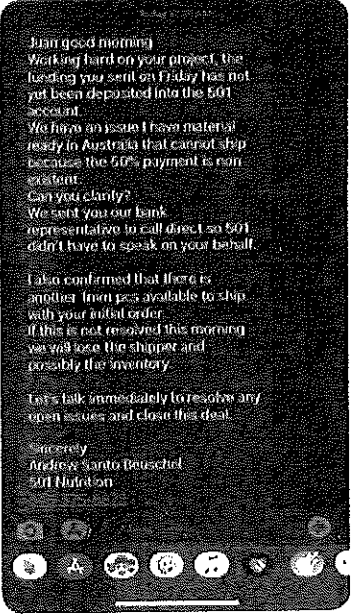 Juan good morning
Working hard on your project, the
funding you sent on Friday has not
yet been deposited into the 501
account.
We have an issue I have material
ready in Australia that cannot ship
because the 50% payment is non
existent.
Can you clarify?
We sent you our bank
representative to call direct so 501
didn't have to speak on your behalf.
I also confirmed that there is
another 1mm pcs available to ship
with your initial order.
If this is not resolved this morning
we will lose the shipper and
possibly the inventory.
Let's talk immediately to resolve any
open issues and close this deal.
Sincerely
Andrew Santo Beuschel
501 Nutrition